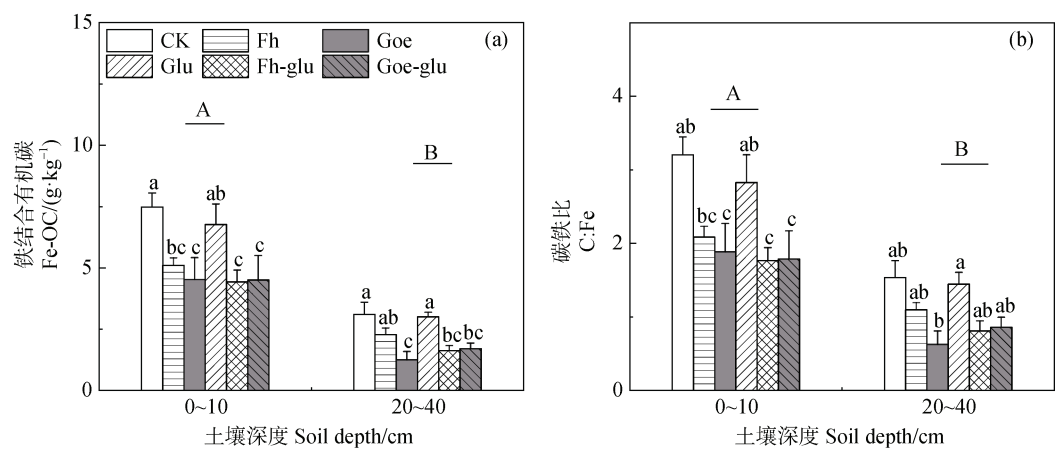 15
10
5
0
铁结合有机碳
Fe-OC/(g·kg⁻¹)
CK
Fh
Goe
Glu
Fh-glu
Goe-glu
(a)
A
a
bc
c
ab
c
c
B
a
ab
c
a
bc
bc
0~10
20~40
土壤深度 Soil depth/cm
4
2
0
碳铁比
C:Fe
(b)
A
ab
bc
c
ab
c
c
B
ab
ab
b
a
ab
ab
0~10
20~40
土壤深度 Soil depth/cm